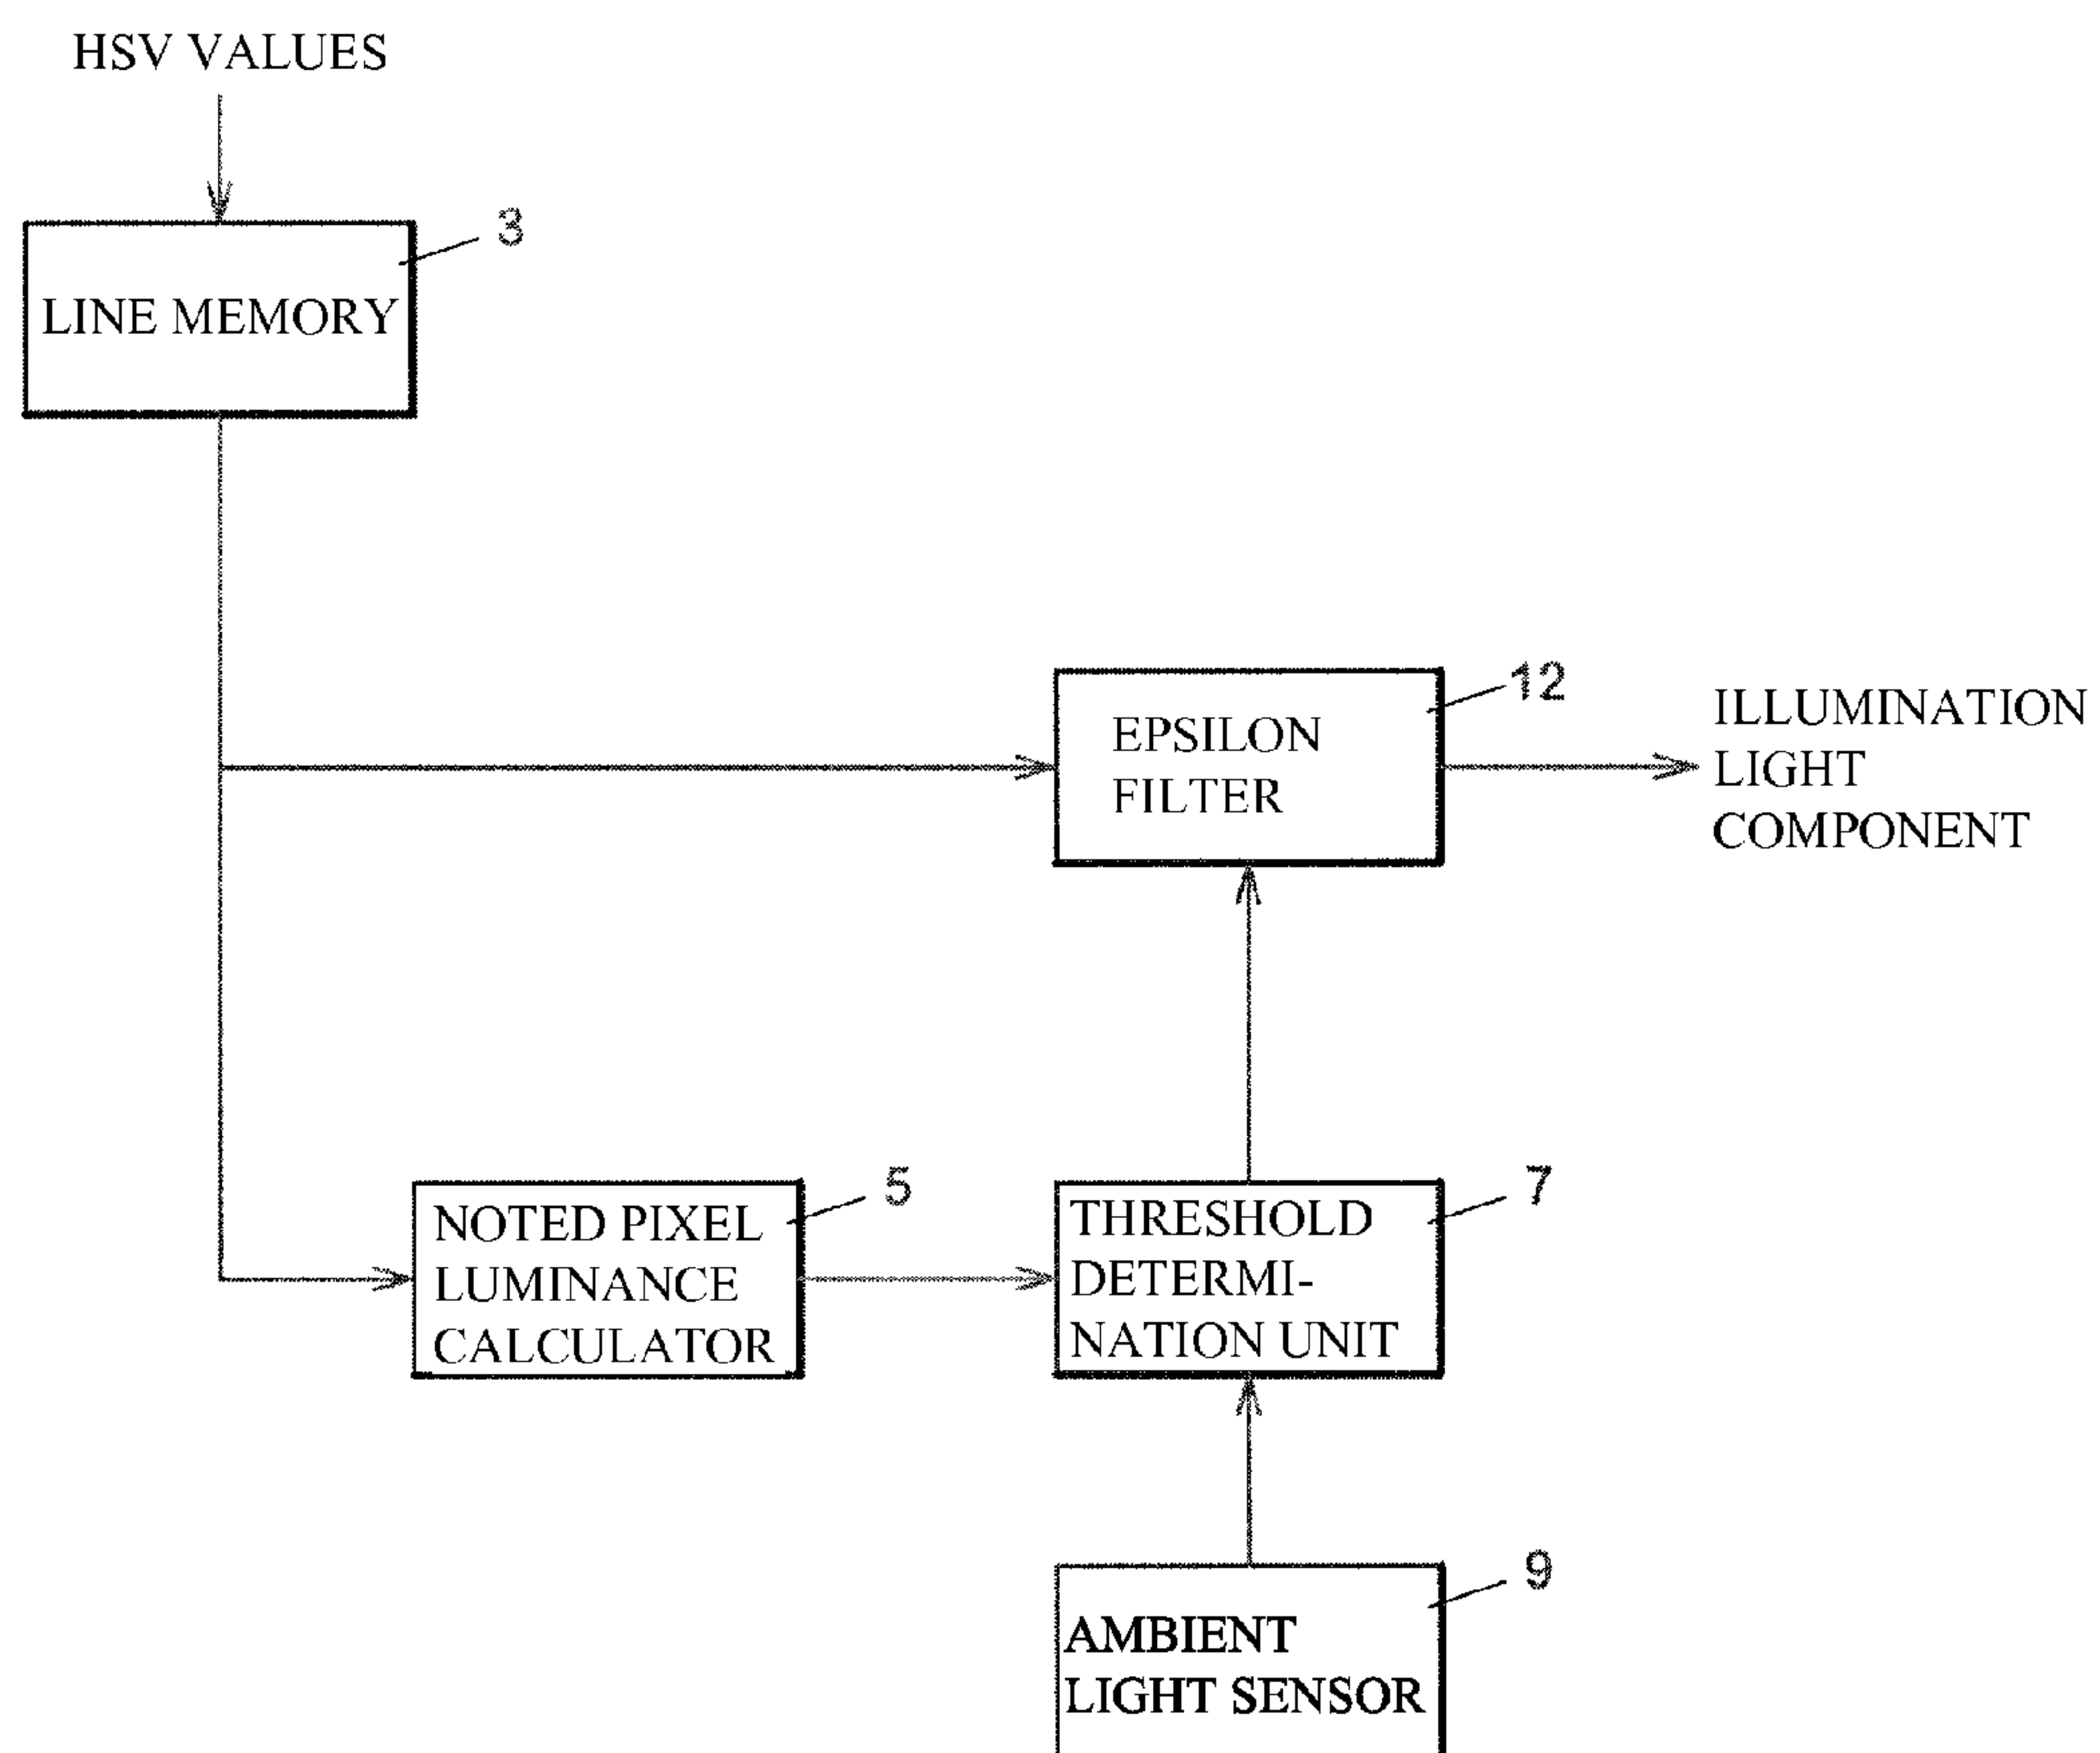 HSV VALUES
3
LINE MEMORY
12
EPSILON
FILTER
ILLUMINATION
LIGHT
COMPONENT
5
NOTED PIXEL
LUMINANCE
CALCULATOR
7
THRESHOLD
DETERMI-
NATION UNIT
9
AMBIENT
LIGHT SENSOR